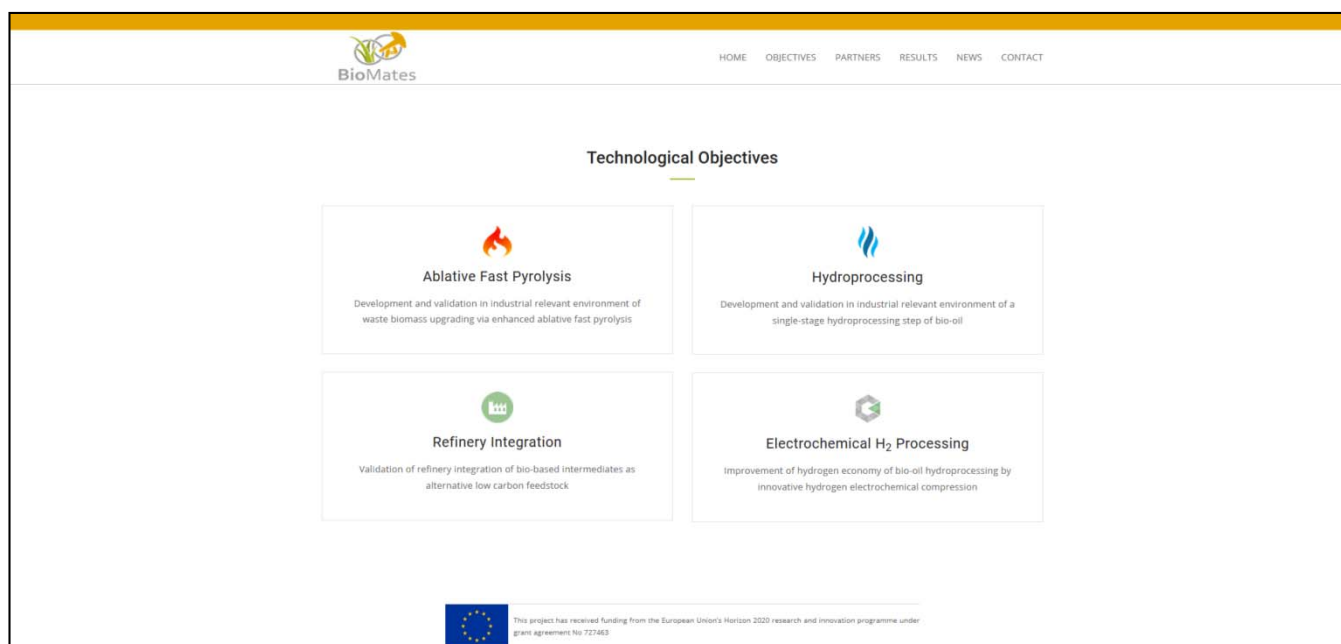 BioMates
HOME OBJECTIVES PARTNERS RESULTS NEWS CONTACT
Technological Objectives
Ablative Fast Pyrolysis
Development and validation in industrial relevant environment of
waste biomass upgrading via enhanced ablative fast pyrolysis
Hydroprocessing
Development and validation in industrial relevant environment of a
single-stage hydroprocessing step of bio-oil
Refinery Integration
Validation of refinery integration of bio-based intermediates as
alternative low carbon feedstock
Electrochemical H₂ Processing
Improvement of hydrogen economy of bio-oil hydroprocessing by
innovative hydrogen electrochemical compression
This project has received funding from the European Union's Horizon 2020 research and innovation programme under
grant agreement No 727463